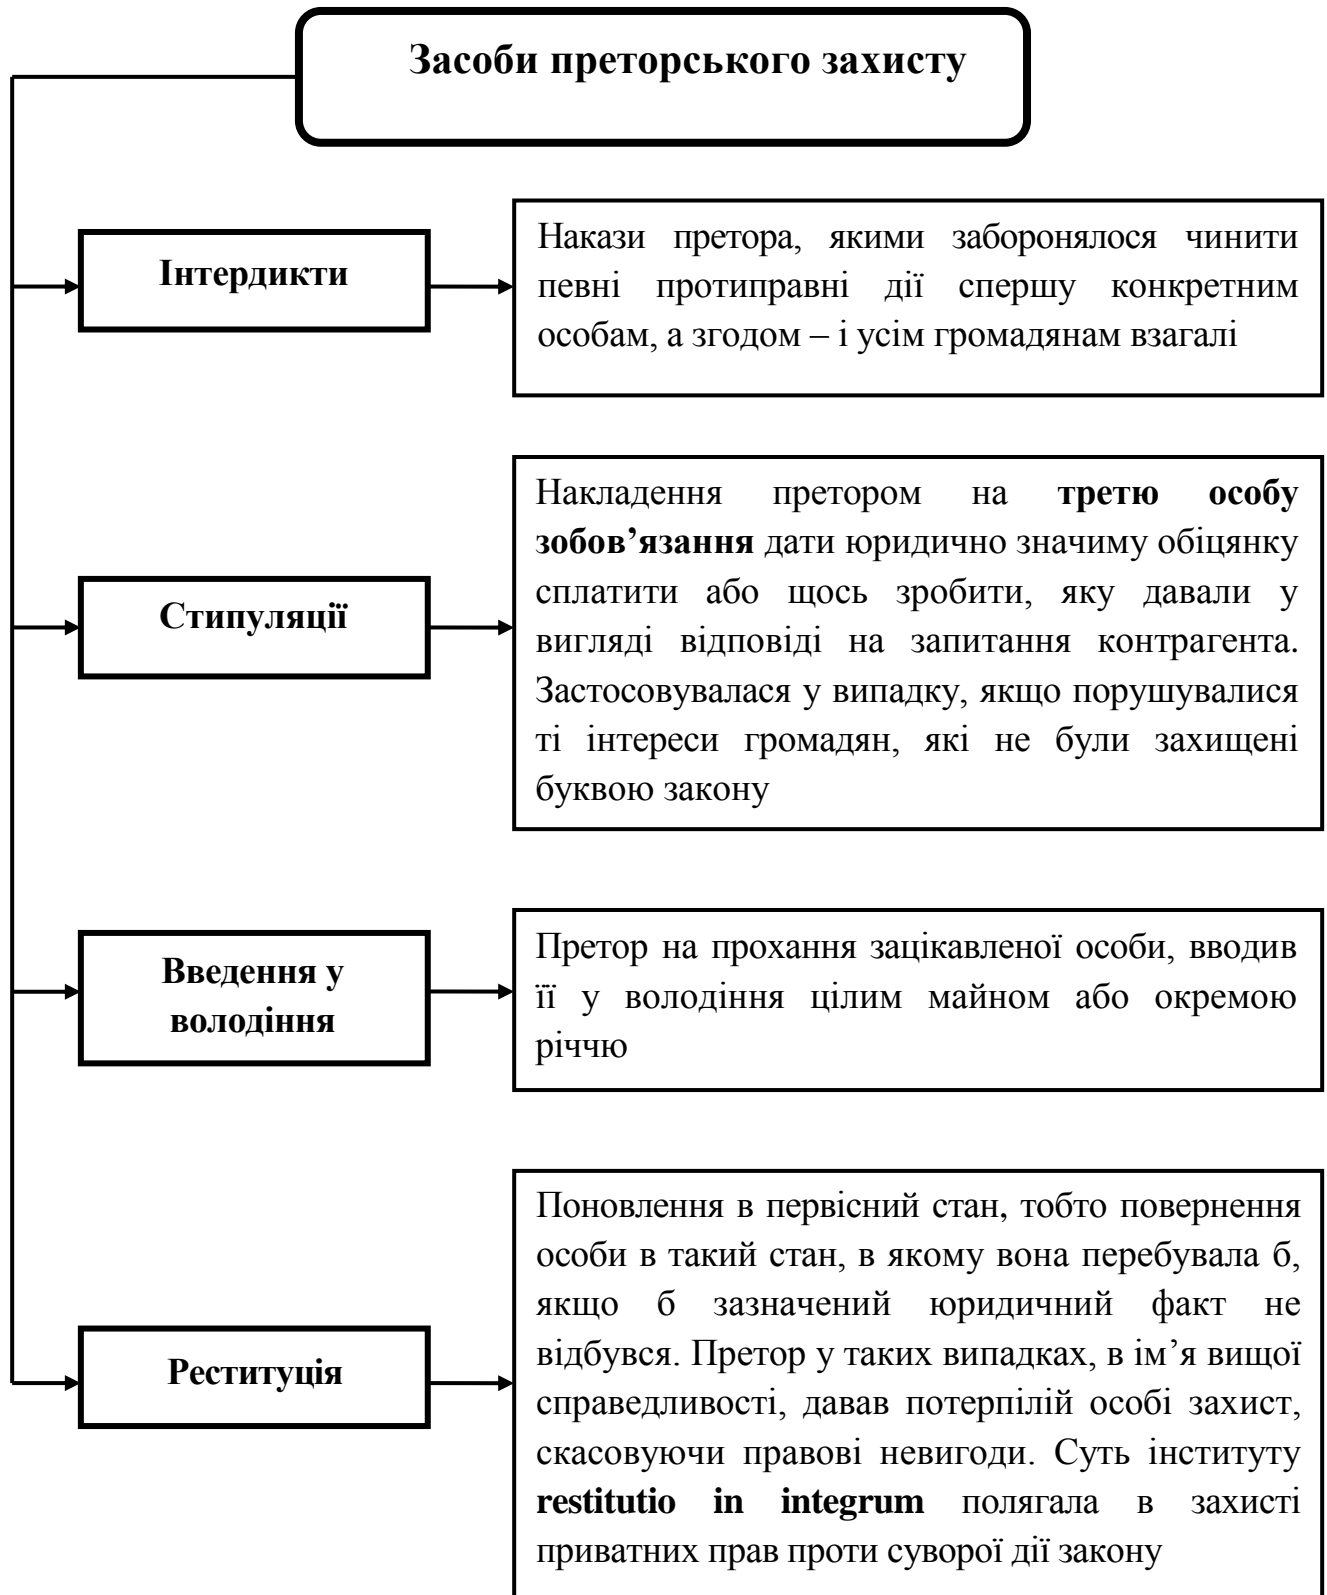 Засоби преторського захисту
Інтердикти
Накази претора, якими заборонялося чинити
певні протиправні дії спершу конкретним
особам, а згодом – і усім громадянам взагалі
Стипуляції
Накладення претором на третю особу
зобов’язання дати юридично значиму обіцянку
сплатити або щось зробити, яку давали у
вигляді відповіді на запитання контрагента.
Застосовувалася у випадку, якщо порушувалися
ті інтереси громадян, які не були захищені
буквою закону
Введення у
володіння
Претор на прохання зацікавленої особи, вводив
її у володіння цілим майном або окремою
річчю
Реституція
Поновлення в первісний стан, тобто повернення
особи в такий стан, в якому вона перебувала б,
якщо б зазначений юридичний факт не
відбувся. Претор у таких випадках, в ім’я вищої
справедливості, давав потерпілій особі захист,
скасовуючи правові невигоди. Суть інституту
restitutio in integrum полягала в захисті
приватних прав проти суворої дії закону